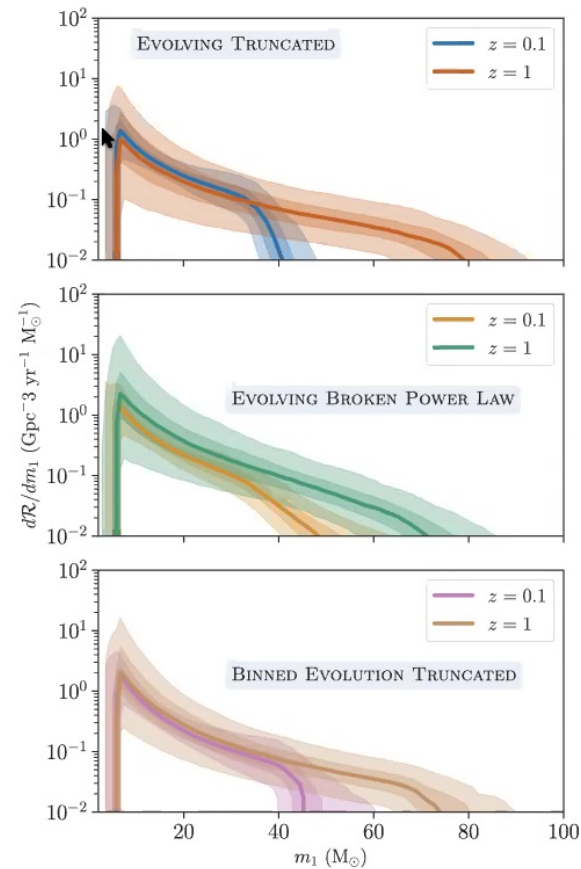 10²
EVOLVING TRUNCATED
z = 0.1
z = 1
10¹
10⁰
10⁻¹
10⁻²
10²
z = 0.1
z = 1
10¹
EVOLVING BROKEN POWER LAW
10⁰
10⁻¹
10⁻²
dR/dm₁ (Gpc⁻3 yr⁻¹ M⊙⁻¹)
10²
z = 0.1
z = 1
10¹
BINNED EVOLUTION TRUNCATED
10⁰
10⁻¹
10⁻²
20 40 60 80 100
m₁ (M⊙)